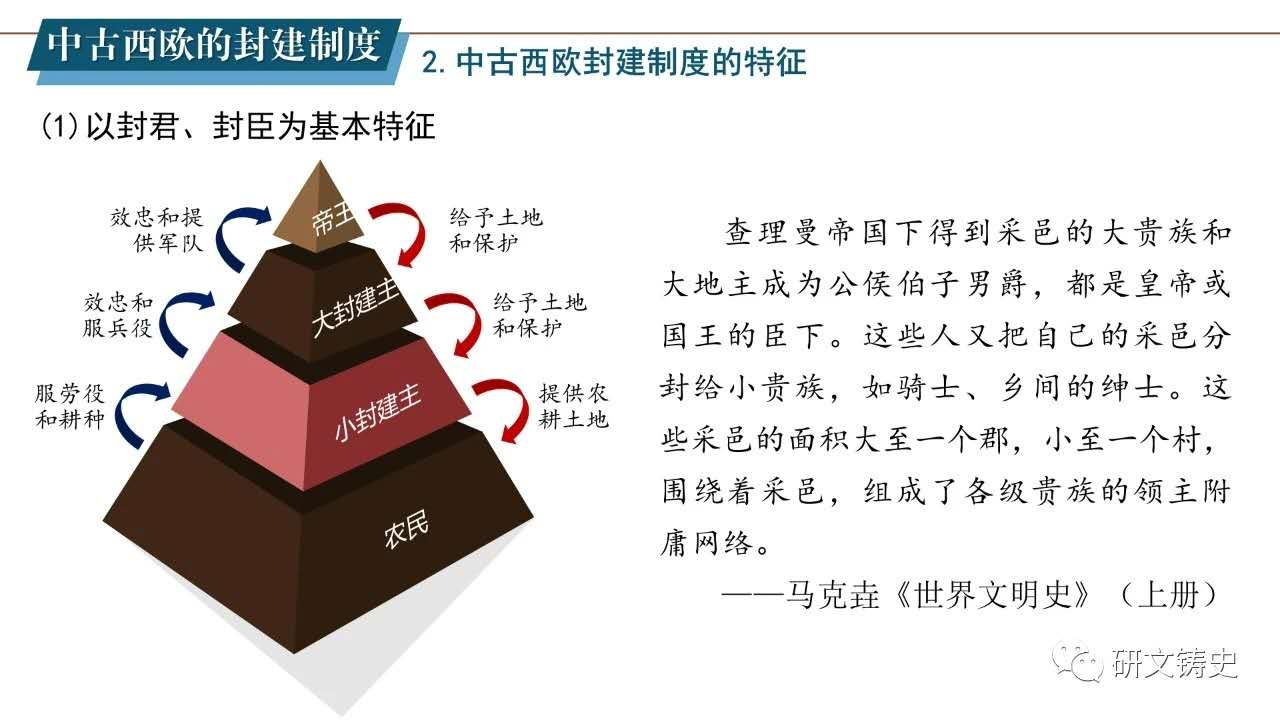 中古西欧的封建制度
2.中古西欧封建制度的特征
(1)以封君、封臣为基本特征
效忠和提
供军队
帝王
给予土地
和保护
效忠和
服兵役
大封建主
给予土地
和保护
服劳役
和耕种
小封建主
提供农
耕土地
农民
查理曼帝国下得到采邑的大贵族和
大地主成为公侯伯子男爵，都是皇帝或
国王的臣下。这些人又把自己的采邑分
封给小贵族，如骑士、乡间的绅士。这
些采邑的面积大至一个郡，小至一个村，
围绕着采邑，组成了各级贵族的领主附
庸网络。
——马克垚《世界文明史》（上册）
研文铸史